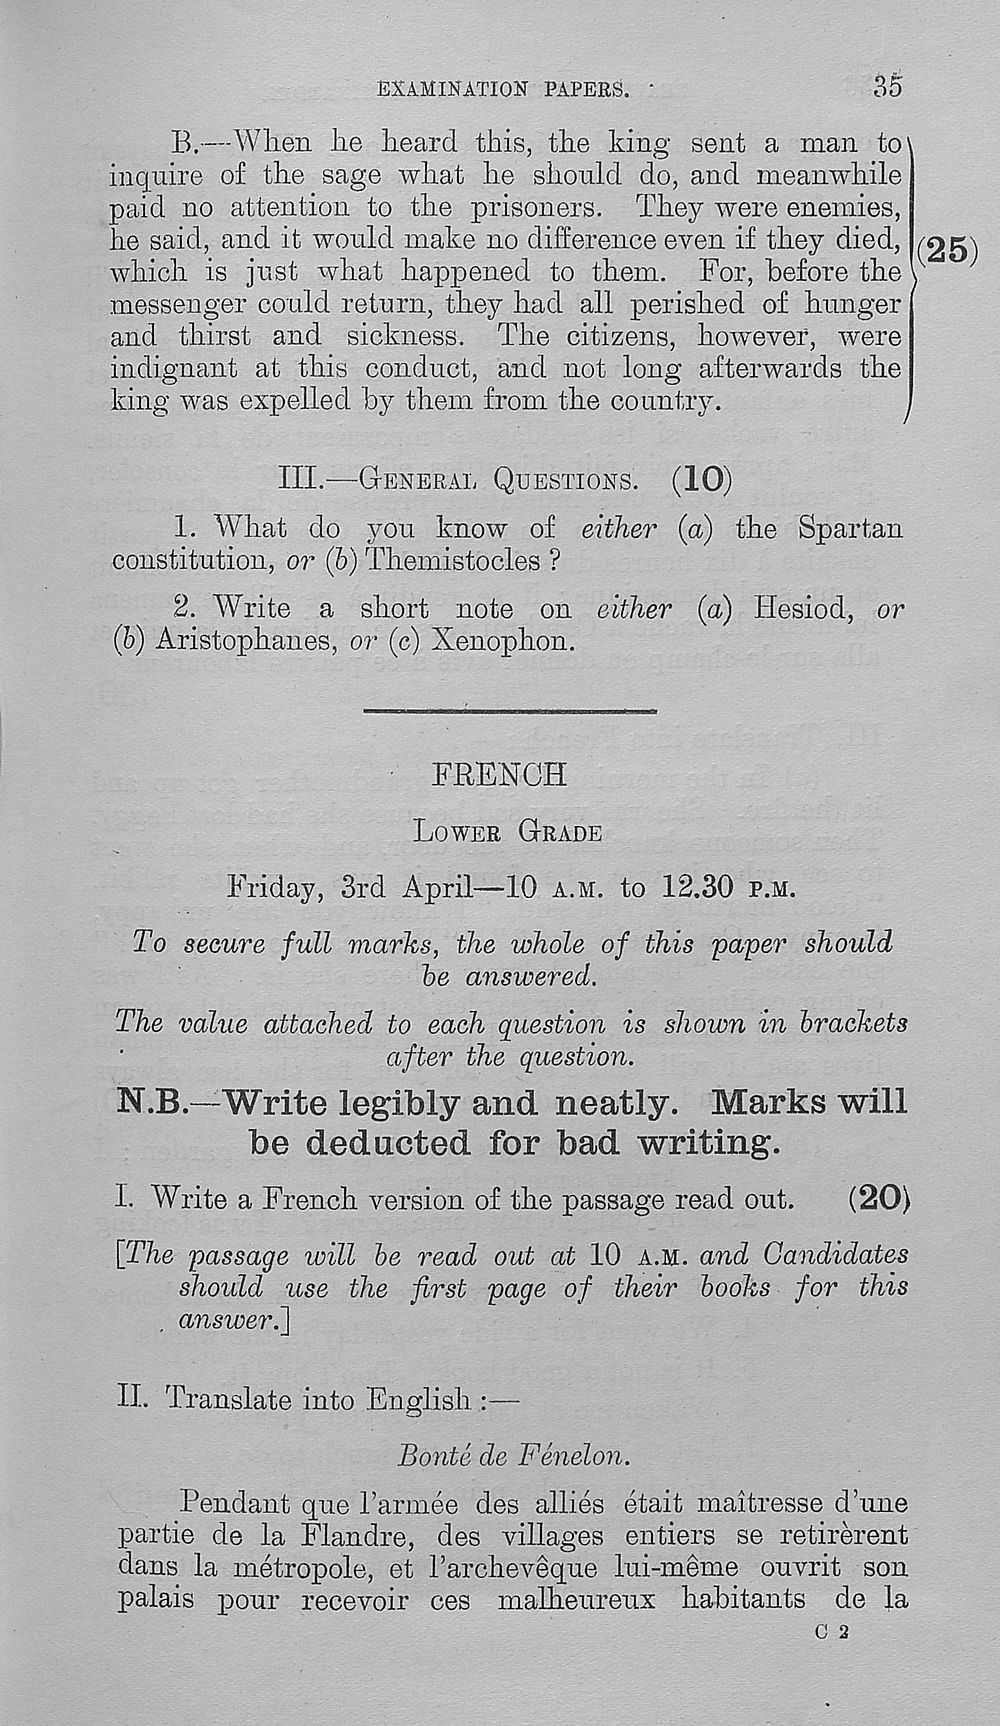 EXAMINATION PAPERS. 35
B.—When he heard this, the king sent a man to
inquire of the sage what he should do, and meanwhile
paid no attention to the prisoners. They were enemies,
he said, and it would make no difference even if they died,
which is just what happened to them. For, before the
messenger could return, they had all perished of hunger
and thirst and sickness. The citizens, however, were
indignant at this conduct, and not long afterwards the
king was expelled by them from the country.
(25)
III.—GENERAL QUESTIONS. (10)
1. What do you know of either (a) the Spartan
constitution, or (b) Themistocles ?
2. Write a short note on either (a) Hesiod, or
(b) Aristophanes, or (c) Xenophon.
FRENCH
LOWER GRADE
Friday, 3rd April—10 A.M. to 12.30 P.M.
To secure full marks, the whole of this paper should
be answered.
The value attached to each question is shown in brackets
after the question.
N.B.—Write legibly and neatly. Marks will
be deducted for bad writing.
I. Write a French version of the passage read out. (20)
[The passage will be read out at 10 A.M. and Candidates
should use the first page of their books for this
answer.]
II. Translate into English :—
Bonté de Fénelon.
Pendant que l'armée des alliés était maîtresse d'une
partie de la Flandre, des villages entiers se retirèrent
dans la métropole, et l'archevêque lui-même ouvrit son
palais pour recevoir ces malheureux habitants de la
C 2